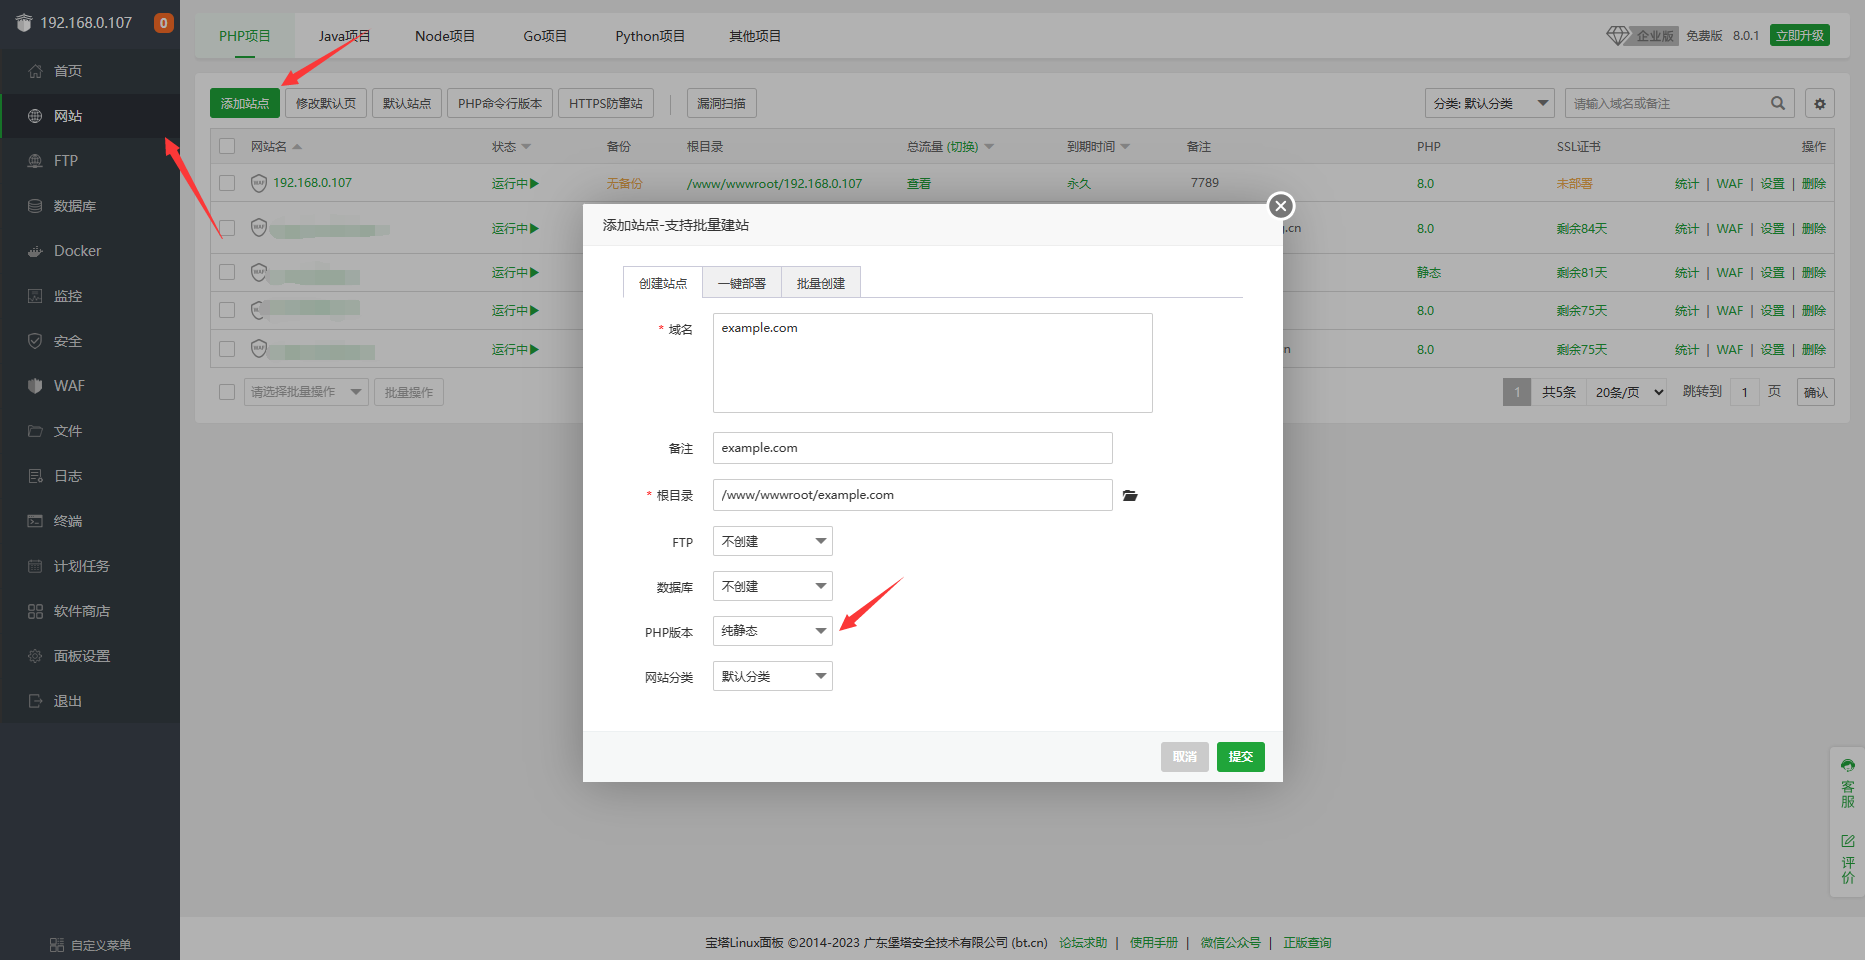 192.168.0.107
0
首页
网站
FTP
数据库
Docker
监控
安全
WAF
文件
日志
终端
计划任务
软件商店
面板设置
退出
自定义菜单
PHP项目
Java项目
Node项目
Go项目
Python项目
其他项目
企业版
免费版
8.0.1
立即升级
添加站点
修改默认页
默认站点
PHP命令行版本
HTTPS防窜站
漏洞扫描
分类: 默认分类
请输入域名或备注
网站名 状态 备份 根目录 总流量 (切换) 到期时间 备注 PHP SSL证书 操作
WAF 192.168.0.107 运行中 无备份 /www/wwwroot/192.168.0.107 查看 永久 7789 8.0 未部署 统计 | WAF | 设置 | 删除
WAF 运行中 .cn 8.0 剩余84天 统计 | WAF | 设置 | 删除
WAF 运行中 静态 剩余81天 统计 | WAF | 设置 | 删除
运行中 8.0 剩余75天 统计 | WAF | 设置 | 删除
WAF 运行中 n 8.0 剩余75天 统计 | WAF | 设置 | 删除
请选择批量操作
批量操作
1 共5条 20条/页 跳转到 1 页 确认
添加站点-支持批量建站
创建站点 一键部署 批量创建
* 域名 example.com
备注 example.com
* 根目录 /www/wwwroot/example.com
FTP 不创建
数据库 不创建
PHP版本 纯静态
网站分类 默认分类
取消 提交
客服
评价
宝塔Linux面板 ©2014-2023 广东堡塔安全技术有限公司 (bt.cn) 论坛求助 | 使用手册 | 微信公众号 | 正版查询